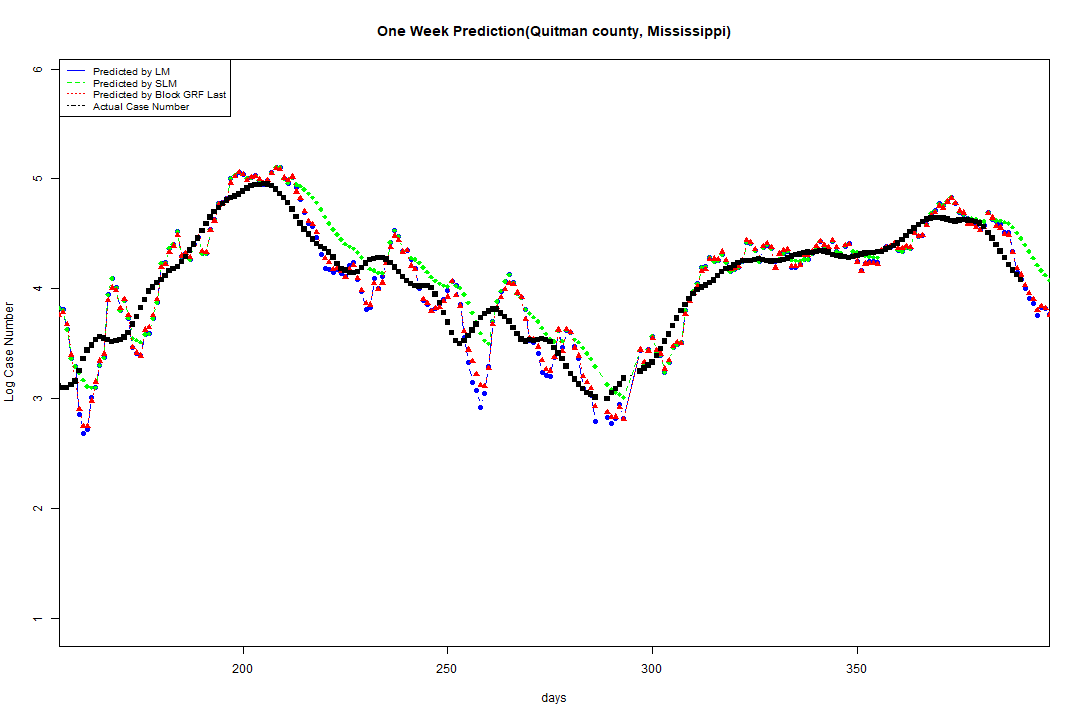 One Week Prediction(Quitman county, Mississippi)
Predicted by LM
Predicted by SLM
Predicted by Block GRF Last
Actual Case Number
6
5
4
3
2
1
Log Case Number
200
250
300
350
days